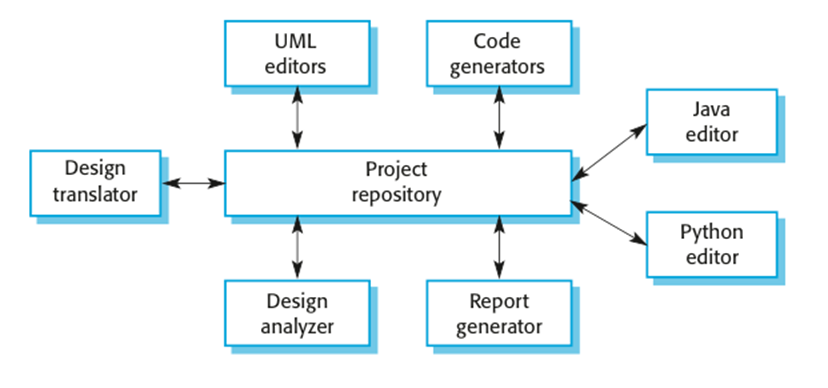 UML
editors
Code
generators
Java
editor
Design
translator
Project
repository
Python
editor
Design
analyzer
Report
generator